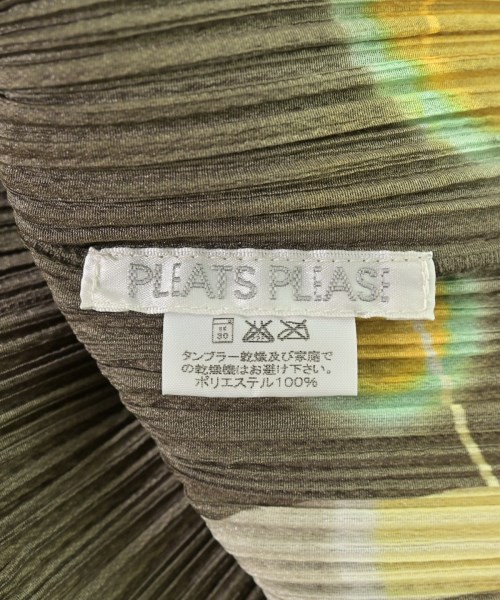 PLEATS PLEASE
30
タンブラー乾燥及び家庭で
の乾燥機はお避け下さい。
ポリエステル100%